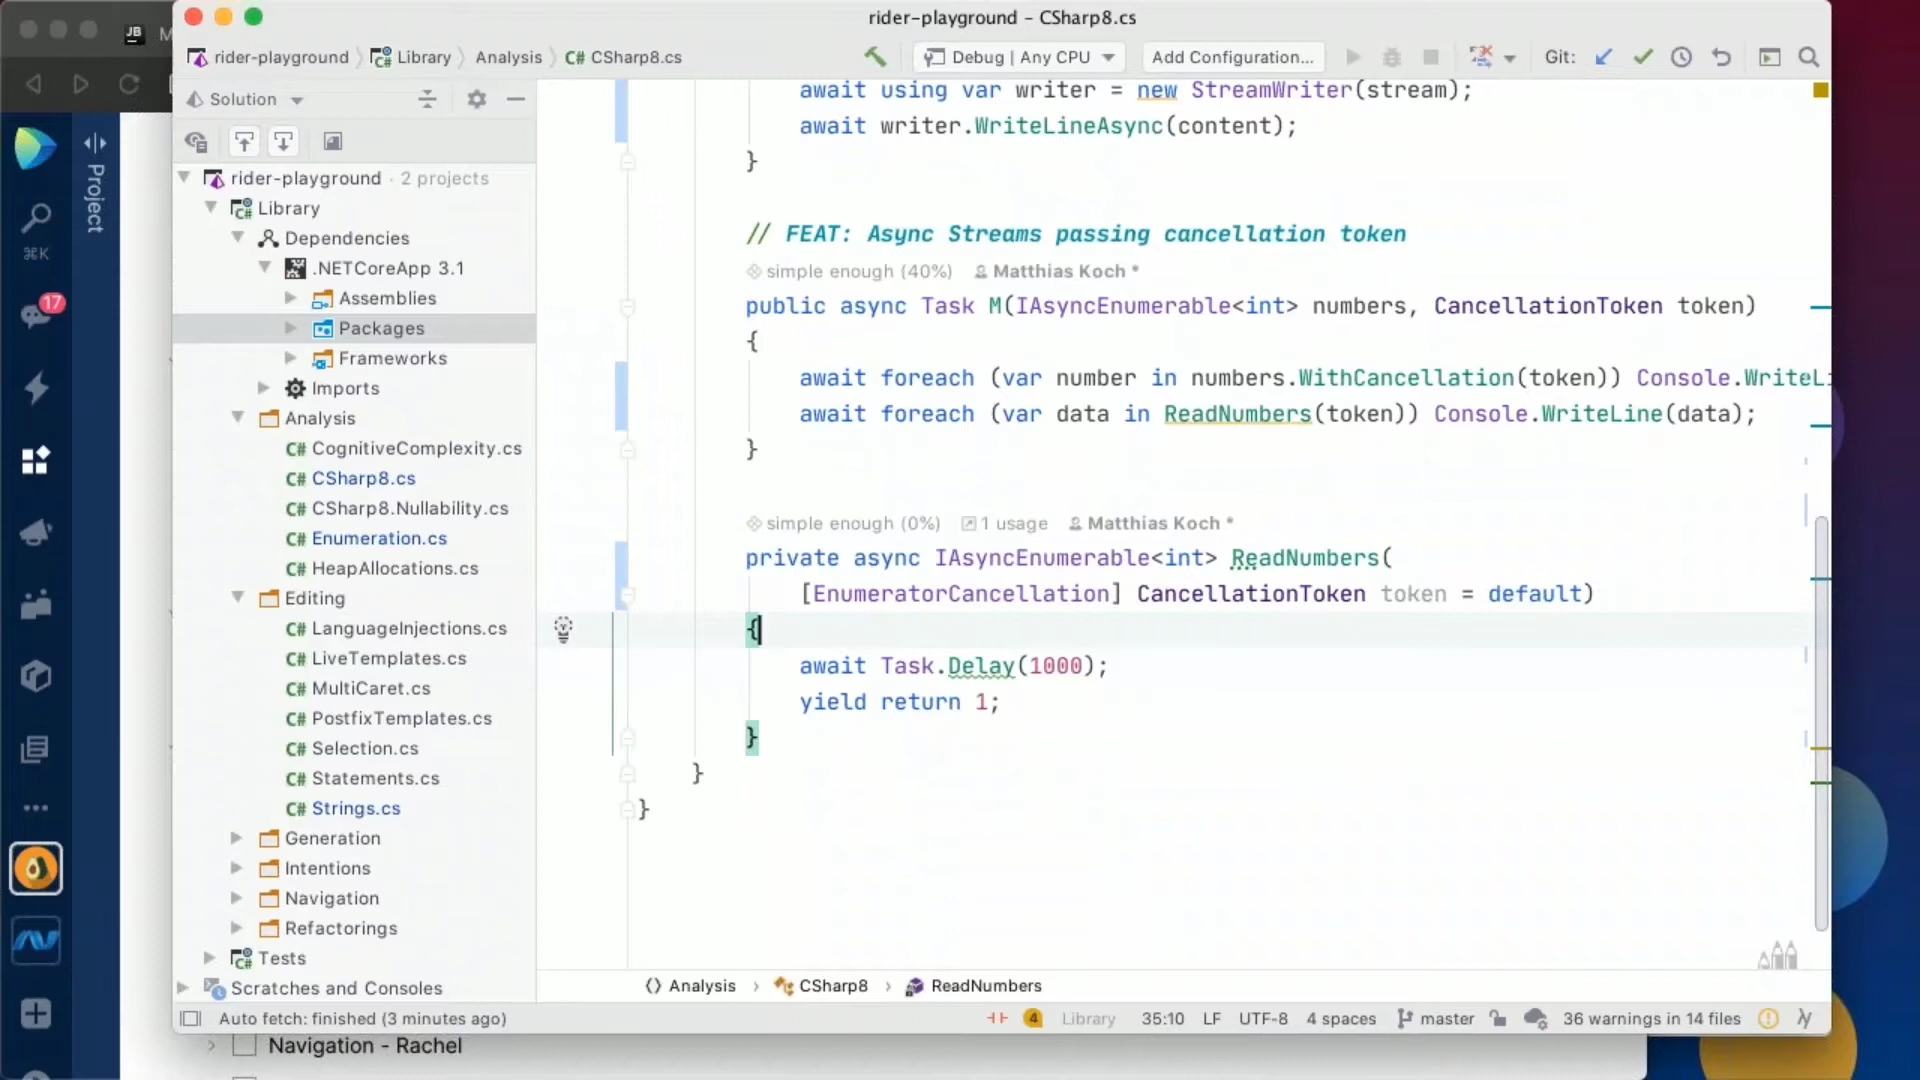 rider-playground – CSharp8.cs
JB M
rider-playground Library Analysis C# CSharp8.cs
Debug | Any CPU
Add Configuration...
Git:
Solution
Project
⌘K
17
rider-playground · 2 projects
Library
Dependencies
.NETCoreApp 3.1
Assemblies
Packages
Frameworks
Imports
Analysis
C# CognitiveComplexity.cs
C# CSharp8.cs
C# CSharp8.Nullability.cs
C# Enumeration.cs
C# HeapAllocations.cs
Editing
C# LanguageInjections.cs
C# LiveTemplates.cs
C# MultiCaret.cs
C# PostfixTemplates.cs
C# Selection.cs
C# Statements.cs
C# Strings.cs
Generation
Intentions
Navigation
Refactorings
Tests
Scratches and Consoles
await using var writer = new StreamWriter(stream);
await writer.WriteLineAsync(content);
}
// FEAT: Async Streams passing cancellation token
simple enough (40%) Matthias Koch *
public async Task M(IAsyncEnumerable<int> numbers, CancellationToken token)
{
await foreach (var number in numbers.WithCancellation(token)) Console.WriteL
await foreach (var data in ReadNumbers(token)) Console.WriteLine(data);
}
simple enough (0%) 1 usage Matthias Koch *
private async IAsyncEnumerable<int> ReadNumbers(
[EnumeratorCancellation] CancellationToken token = default)
{
await Task.Delay(1000);
yield return 1;
}
}
}
Analysis › CSharp8 › ReadNumbers
Auto fetch: finished (3 minutes ago)
4 Library 35:10 LF UTF-8 4 spaces master 36 warnings in 14 files
Navigation - Rachel